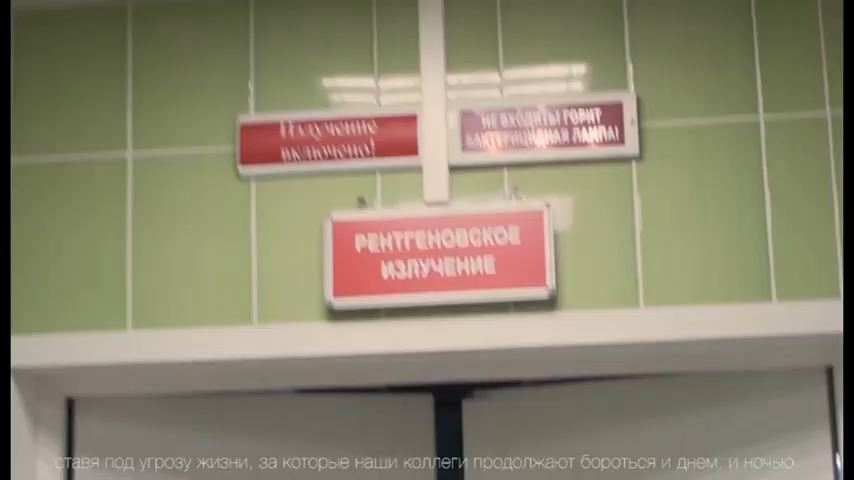 Излучение
включено!
НЕ ВХОДИТЬ! ГОРИТ
БАКТЕРИЦИДНАЯ ЛАМПА!
РЕНТГЕНОВСКОЕ
ИЗЛУЧЕНИЕ
ставя под угрозу жизни, за которые наши коллеги продолжают бороться и днем, и ночью